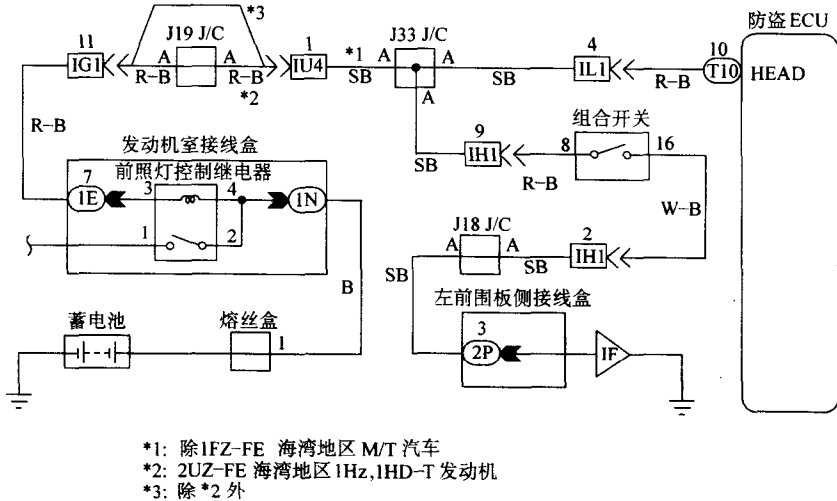 *3
防盗 ECU
11 J19 J/C 1 *1 J33 J/C 4 10
IG1 A A IU4 A A IL1 T10 HEAD
R-B R-B SB A SB R-B
*2
R-B 9 组合开关
发动机室接线盒 IH1 8 16
前照灯控制继电器 SB R-B
7 3 4
1E 1N W-B
J18 J/C 2
1 2 A A IH1
SB SB
B 左前围板侧接线盒
蓄电池 熔丝盒 3
1 2P IF
*1: 除1FZ-FE 海湾地区 M/T 汽车
*2: 2UZ-FE 海湾地区1Hz,1HD-T 发动机
*3: 除 *2 外